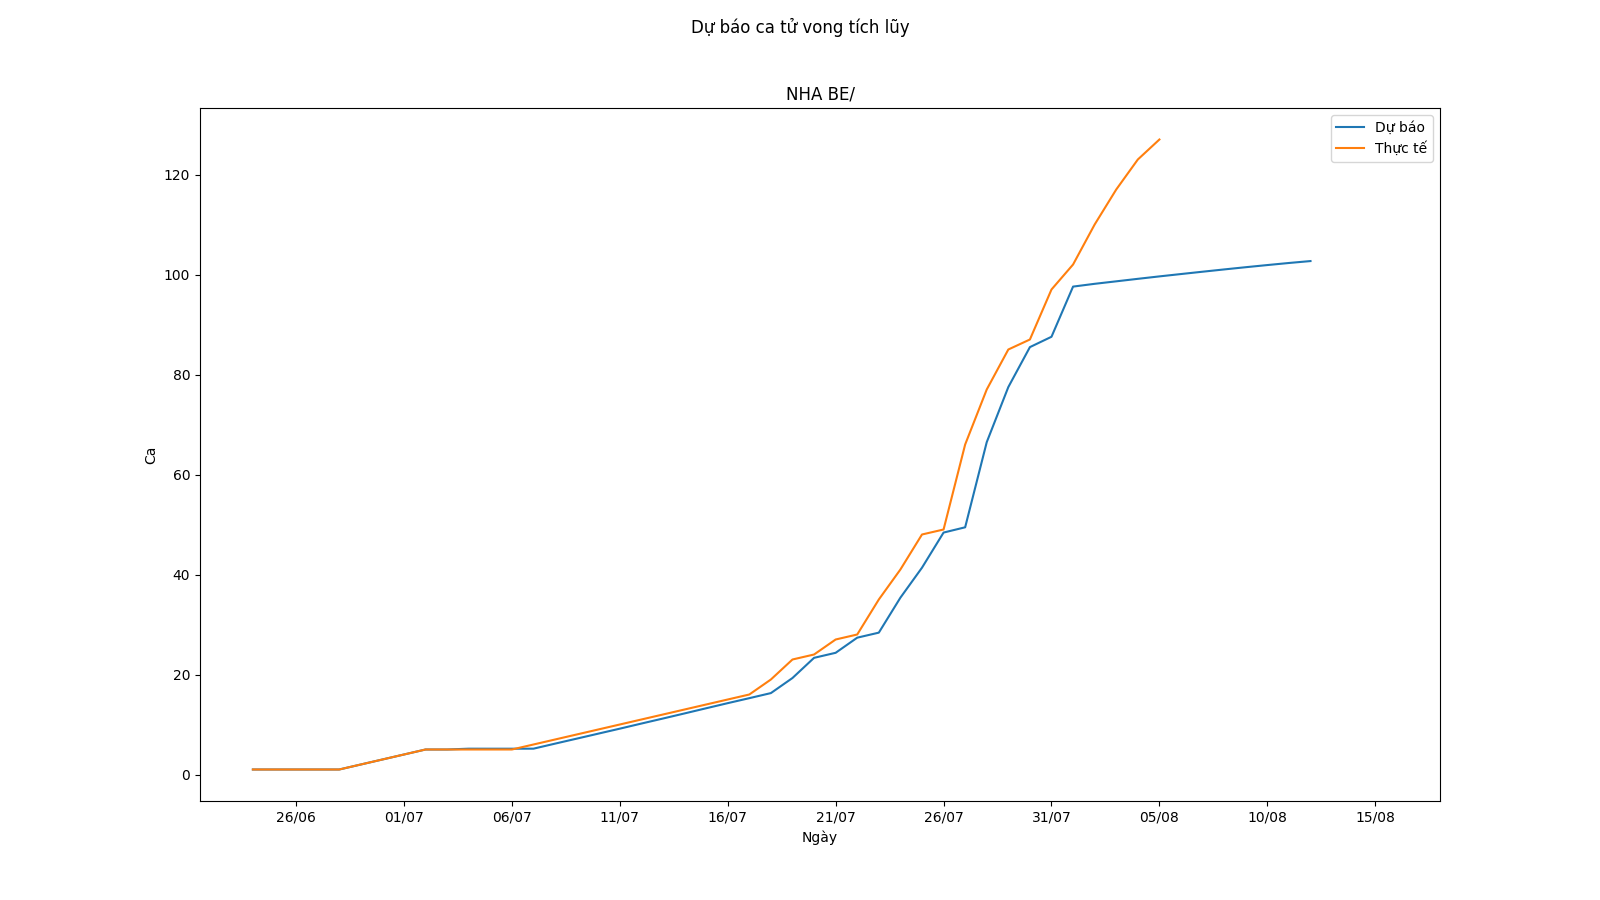 Dự báo ca tử vong tích lũy
NHA BE/
Dự báo
Thực tế
120
100
80
60
40
20
0
Ca
26/06 01/07 06/07 11/07 16/07 21/07 26/07 31/07 05/08 10/08 15/08
Ngày